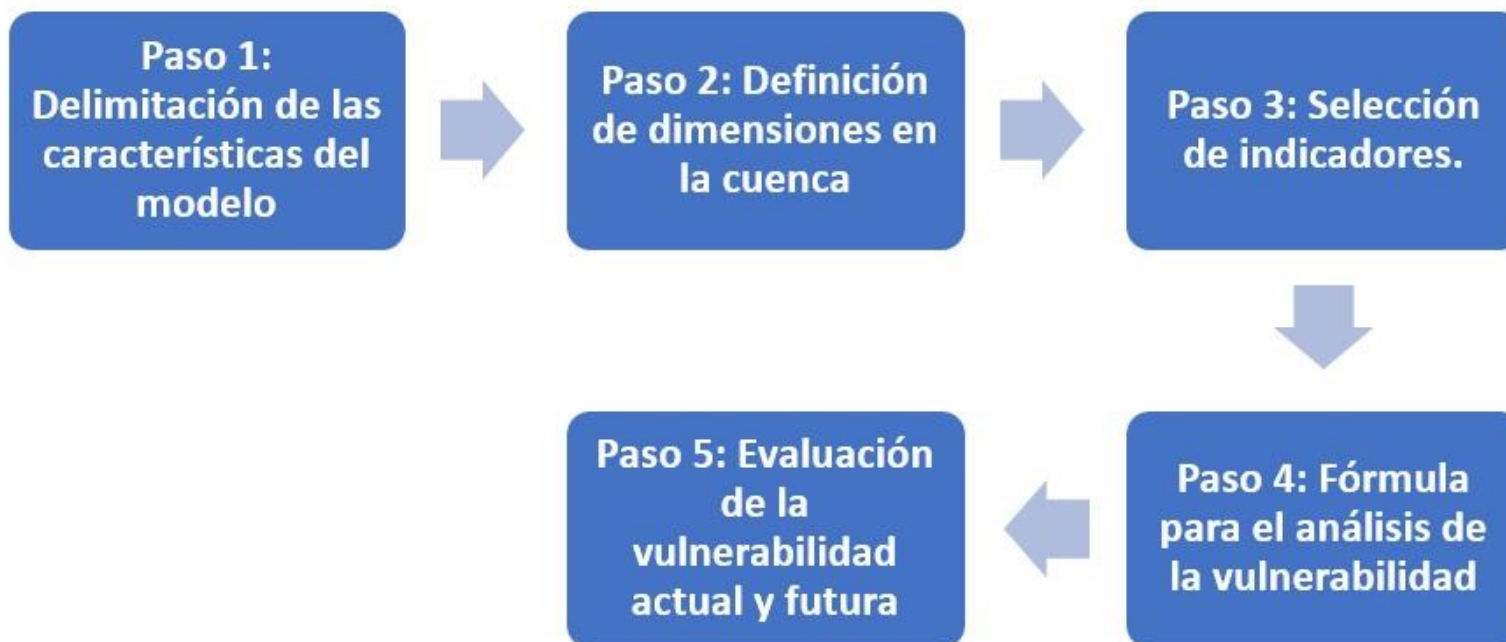 Paso 1:
Delimitación de las
características del
modelo
Paso 2: Definición
de dimensiones en
la cuenca
Paso 3: Selección
de indicadores.
Paso 4: Fórmula
para el análisis de
la vulnerabilidad
Paso 5: Evaluación
de la
vulnerabilidad
actual y futura